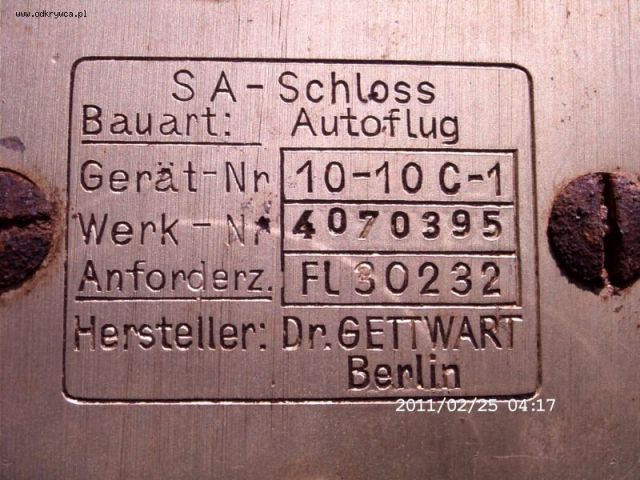 www.odkrywca.pl
SA-Schloss
Bauart: Autoflug
Gerät-Nr 10-10 C-1
Werk-Nr 4070395
Anforderz. FL 30232
Hersteller: Dr. GETTWART
Berlin
2011/02/25 04:17